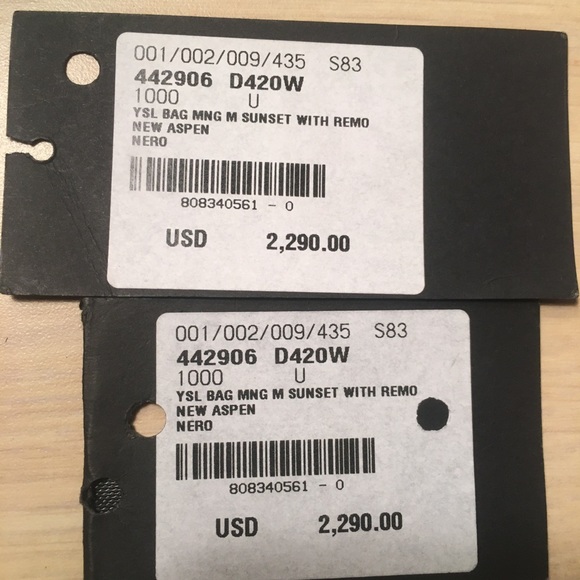 001/002/009/435 S83
442906 D420W
1000 U
YSL BAG MNG M SUNSET WITH REMO
NEW ASPEN
NERO
808340561 - 0
USD 2,290.00
001/002/009/435 S83
442906 D420W
1000 U
YSL BAG MNG M SUNSET WITH REMO
NEW ASPEN
NERO
808340561 - 0
USD 2,290.00